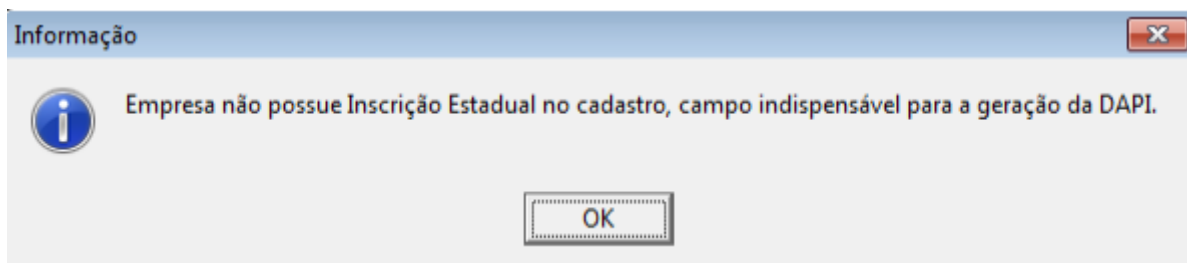 Informação
Empresa não possue Inscrição Estadual no cadastro, campo indispensável para a geração da DAPI.
OK